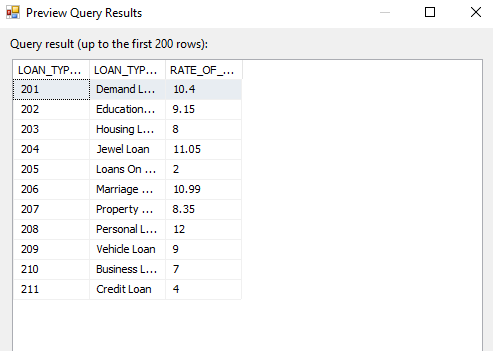 Preview Query Results
Query result (up to the first 200 rows):
LOAN_TYP... LOAN_TYP... RATE_OF_...
201 Demand L... 10.4
202 Education... 9.15
203 Housing L... 8
204 Jewel Loan 11.05
205 Loans On ... 2
206 Marriage ... 10.99
207 Property ... 8.35
208 Personal L... 12
209 Vehicle Loan 9
210 Business L... 7
211 Credit Loan 4